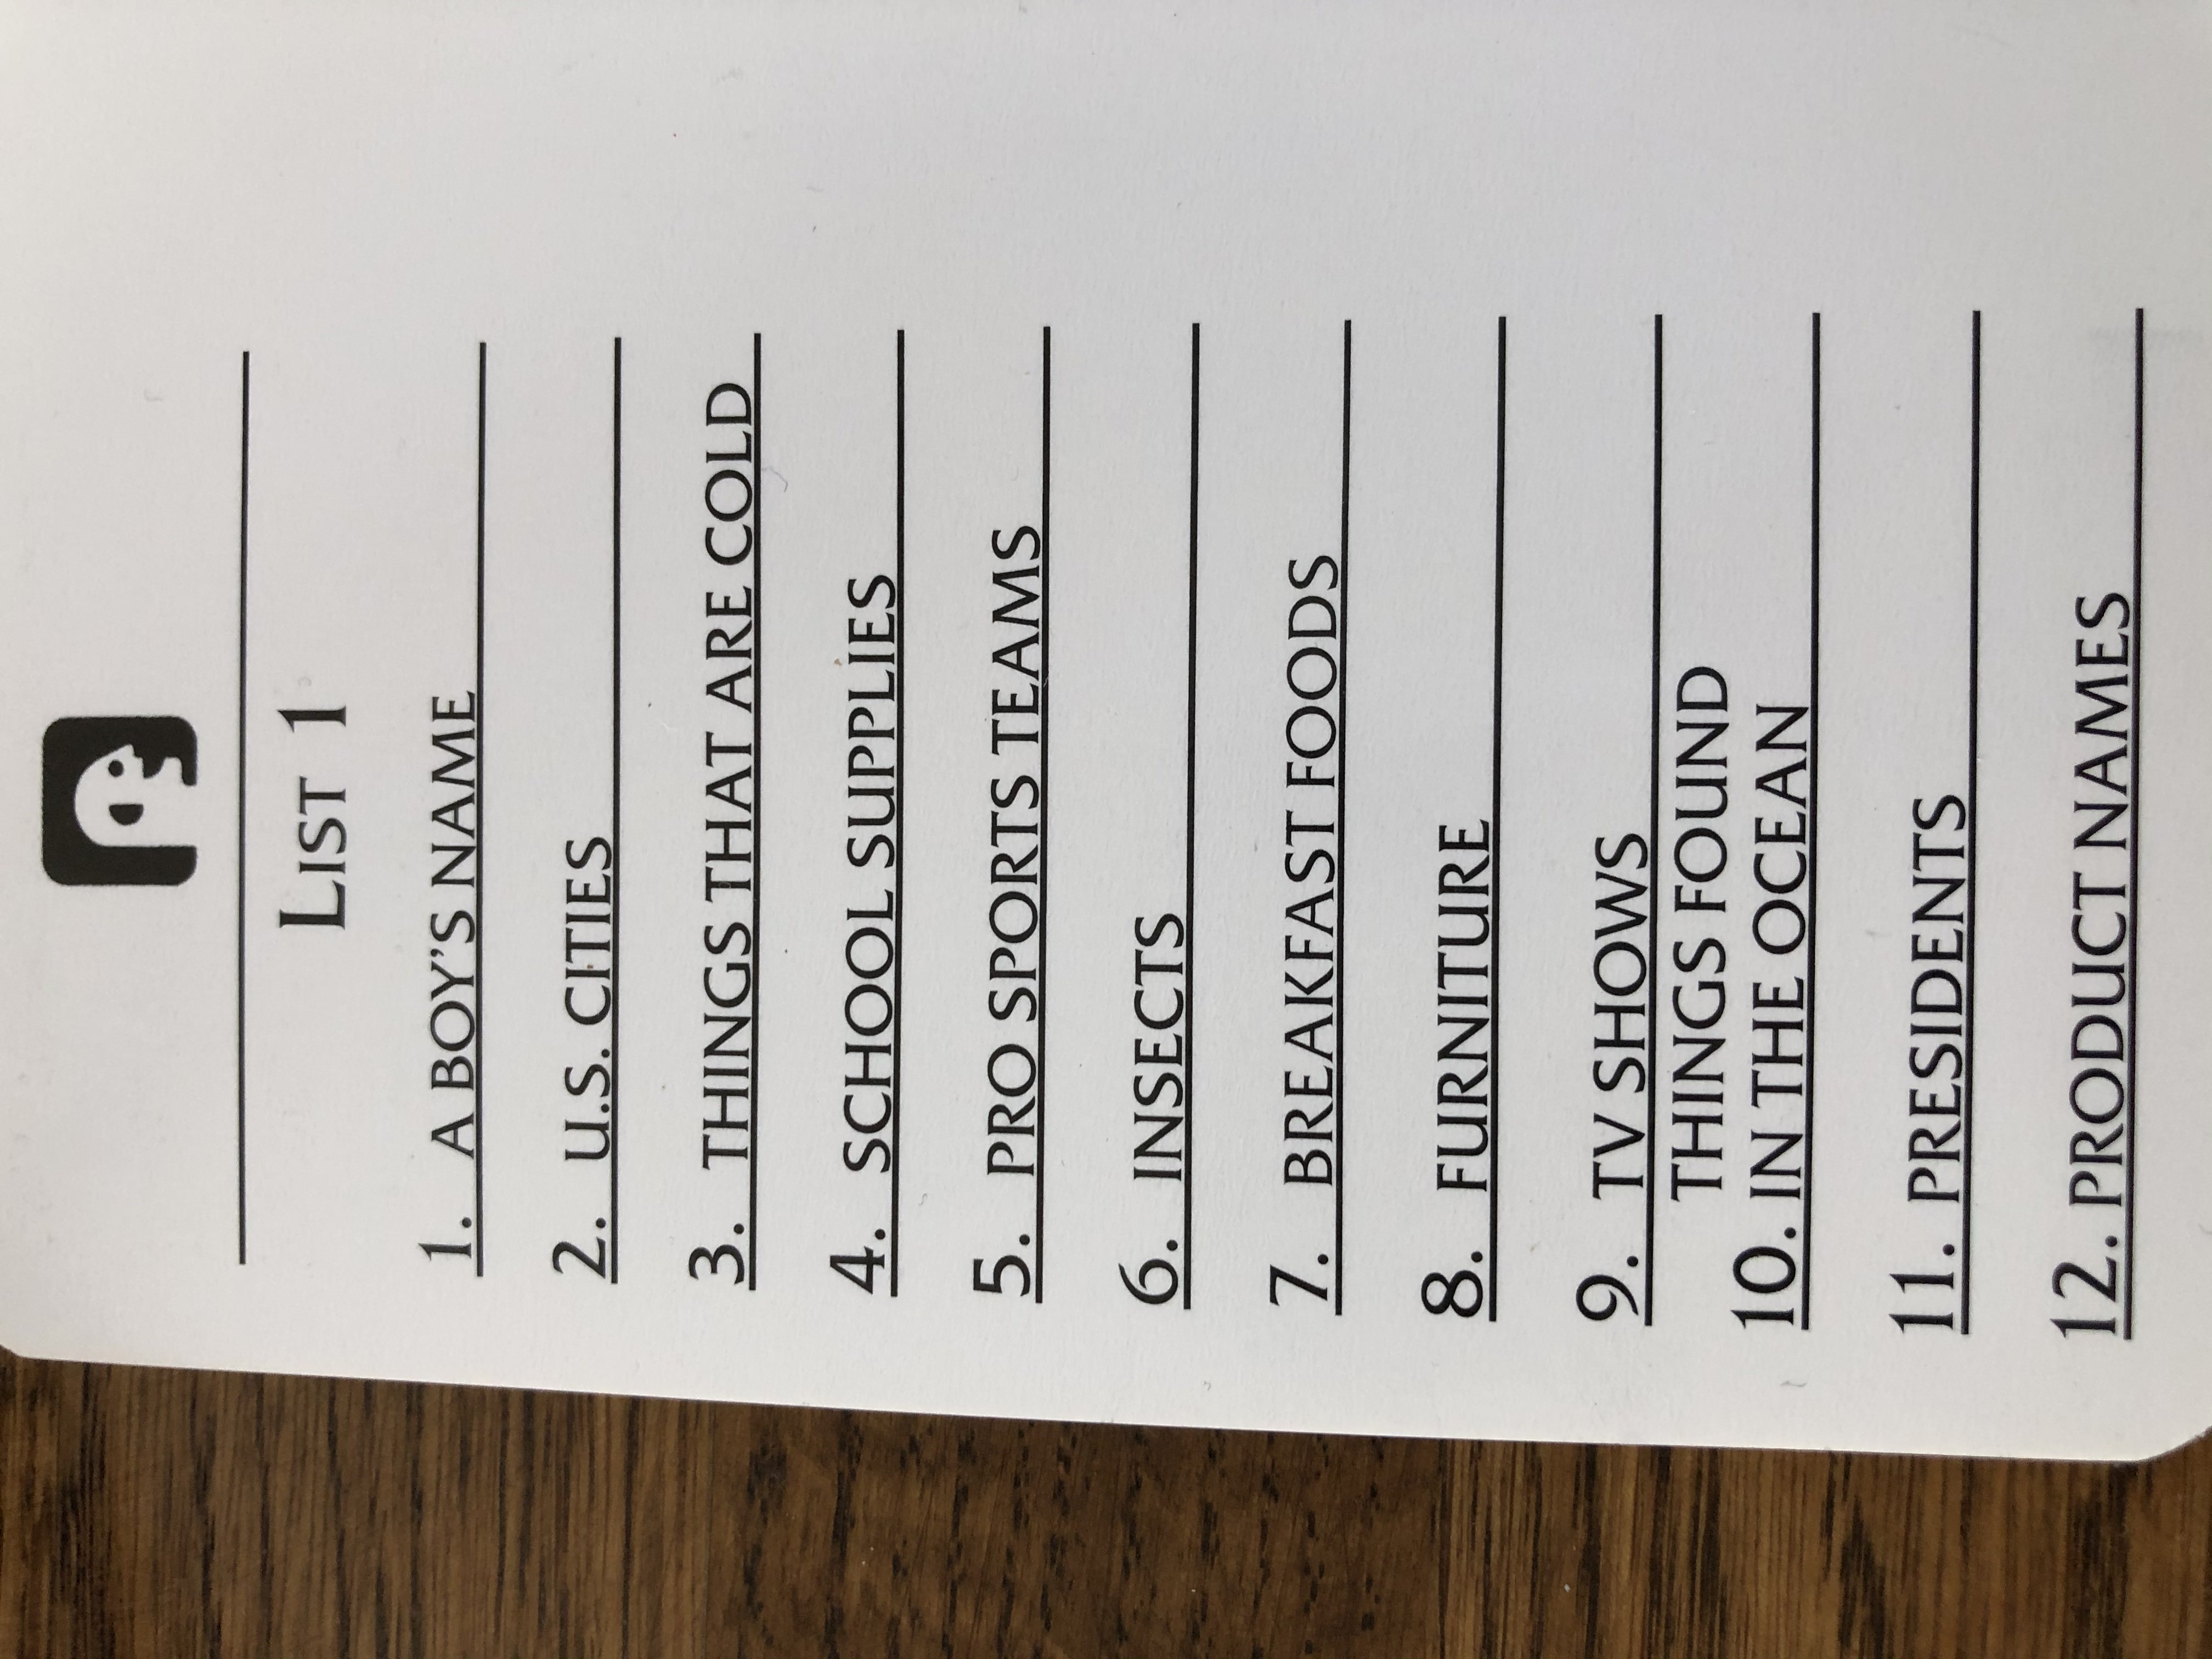 LIST 1
1. A BOY'S NAME
2. U.S. CITIES
3. THINGS THAT ARE COLD
4. SCHOOL SUPPLIES
5. PRO SPORTS TEAMS
6. INSECTS
7. BREAKFAST FOODS
8. FURNITURE
9. TV SHOWS
THINGS FOUND
10. IN THE OCEAN
11. PRESIDENTS
12. PRODUCT NAMES